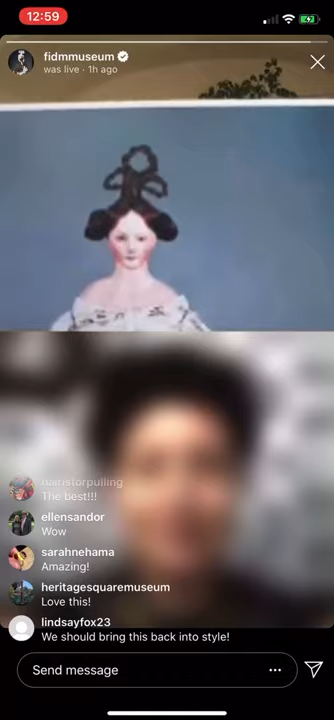 12:59
fidmmuseum
was live · 1h ago
hairisforpulling
The best!!!
ellensandor
Wow
sarahnehama
Amazing!
heritagesquaremuseum
Love this!
lindsayfox23
We should bring this back into style!
Send message